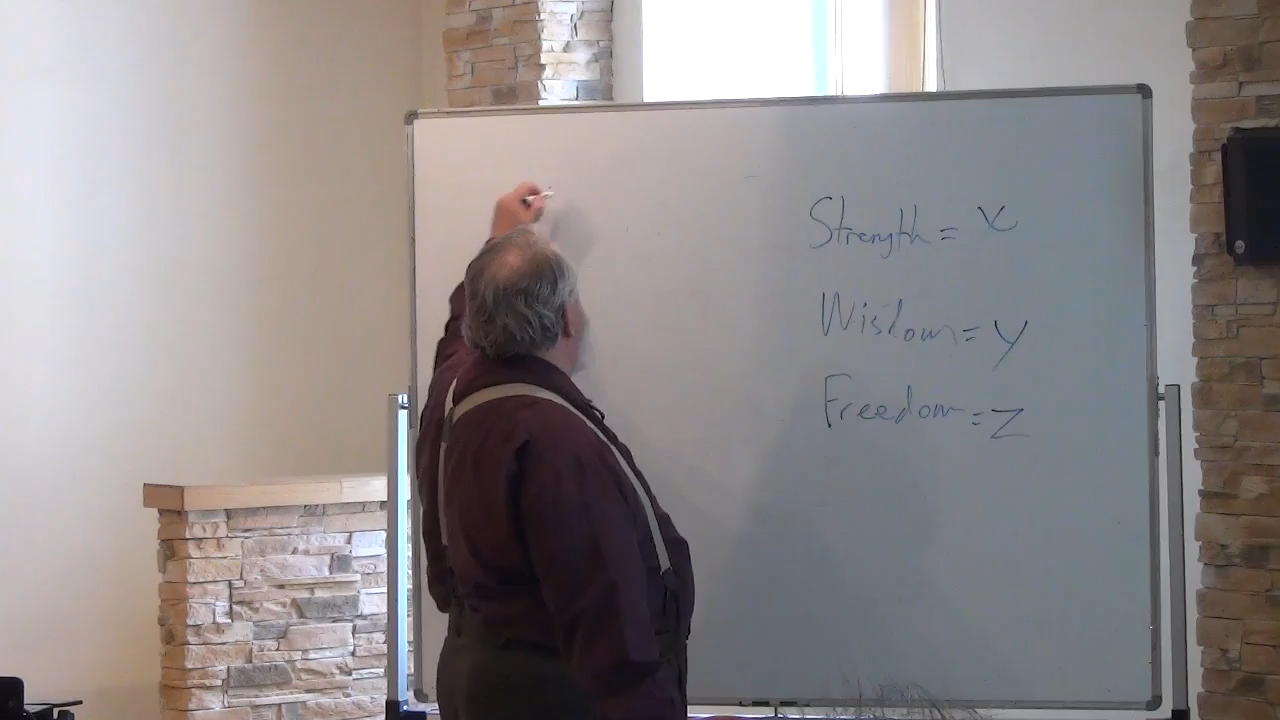 Strength = x
Wisdom = y
Freedom = z